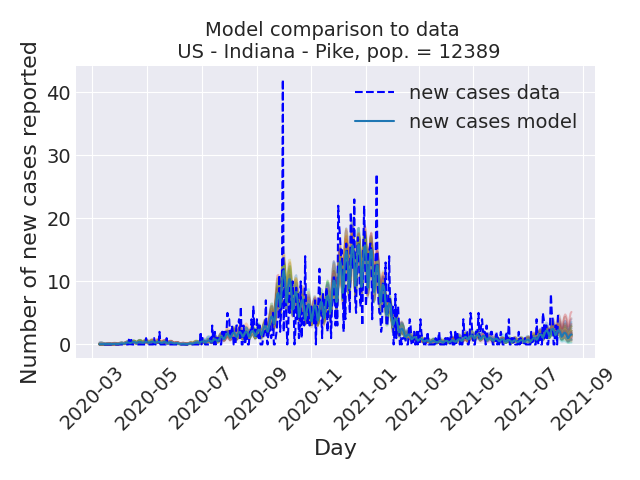 Model comparison to data
US - Indiana - Pike, pop. = 12389
Number of new cases reported
40
30
20
10
0
new cases data
new cases model
2020-03
2020-05
2020-07
2020-09
2020-11
2021-01
2021-03
2021-05
2021-07
2021-09
Day